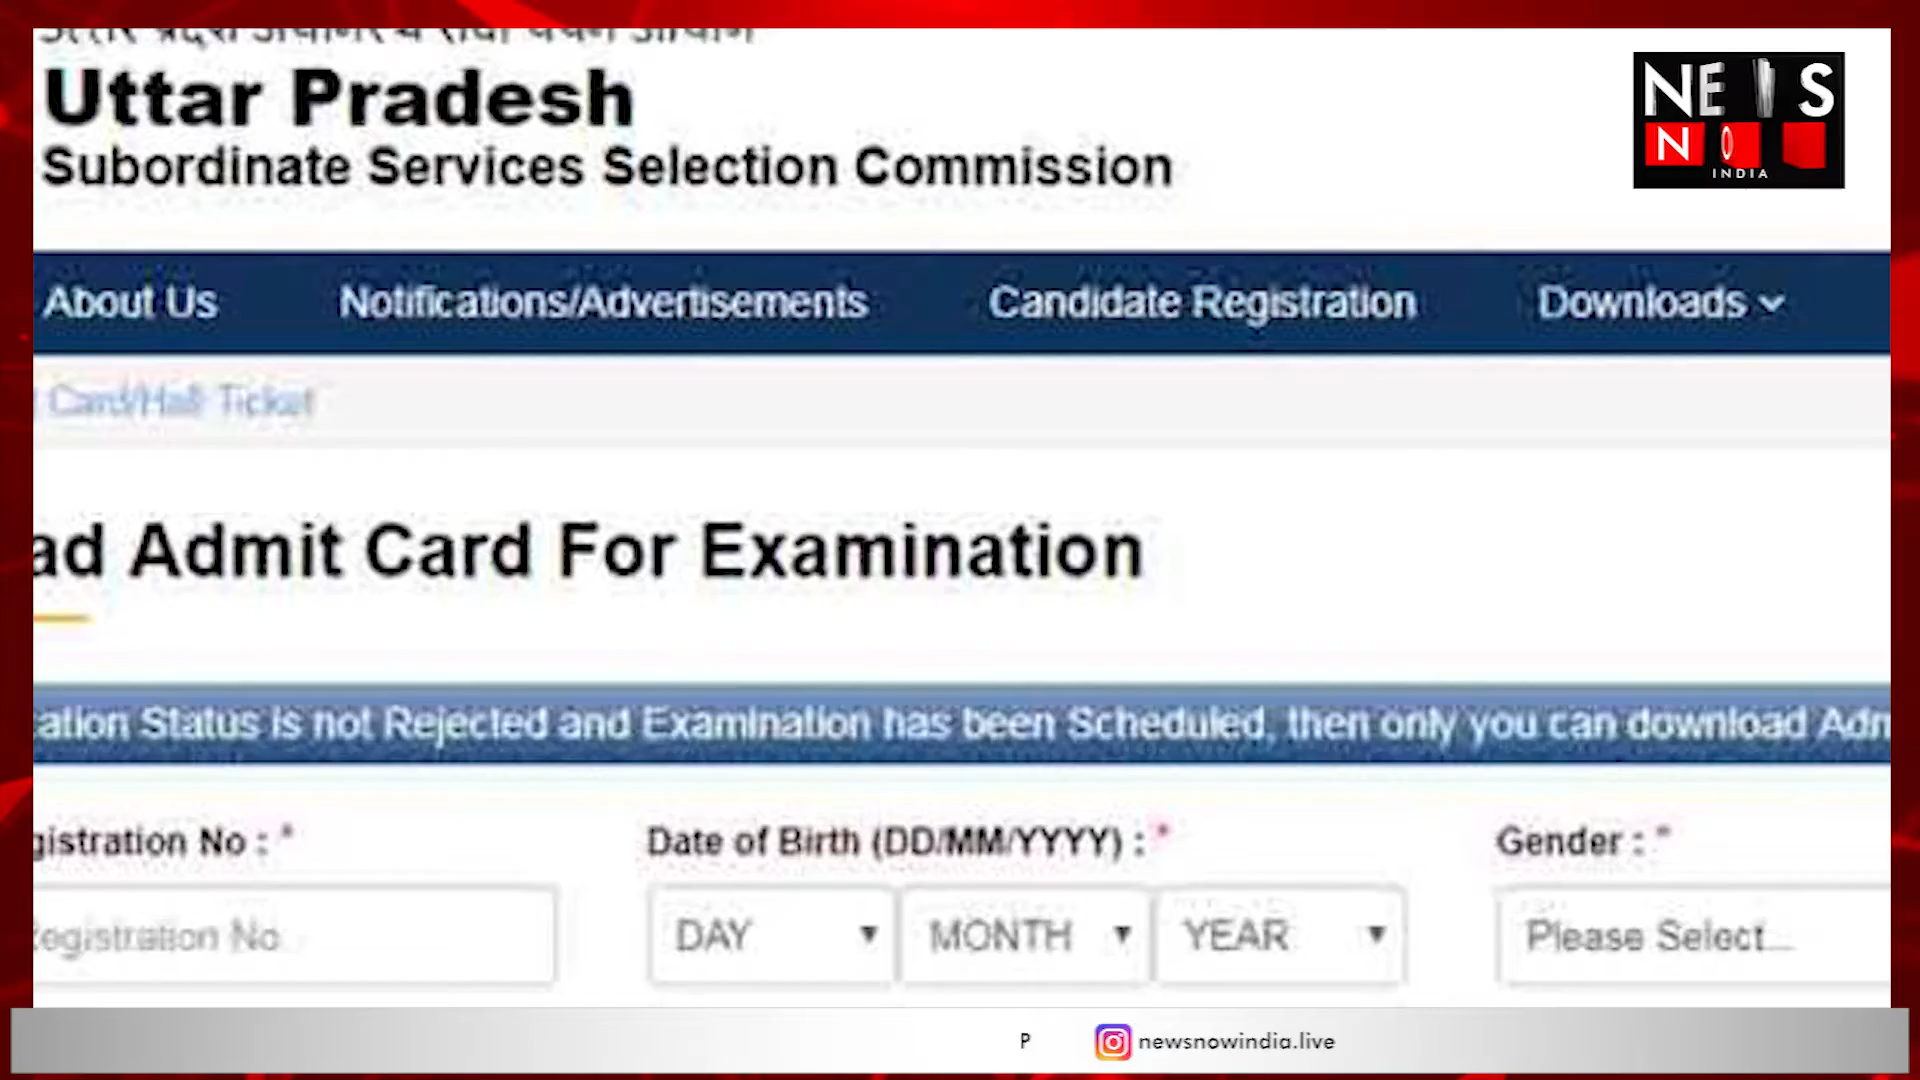 Uttar Pradesh
Subordinate Services Selection Commission
NE S
NO
INDIA
About Us Notifications/Advertisements Candidate Registration Downloads
Card/Hall Ticket
ad Admit Card For Examination
ation Status is not Rejected and Examination has been Scheduled, then only you can download Adm
gistration No : * Date of Birth (DD/MM/YYYY) : * Gender : *
Registration No DAY MONTH YEAR Please Select...
P newsnowindia.live